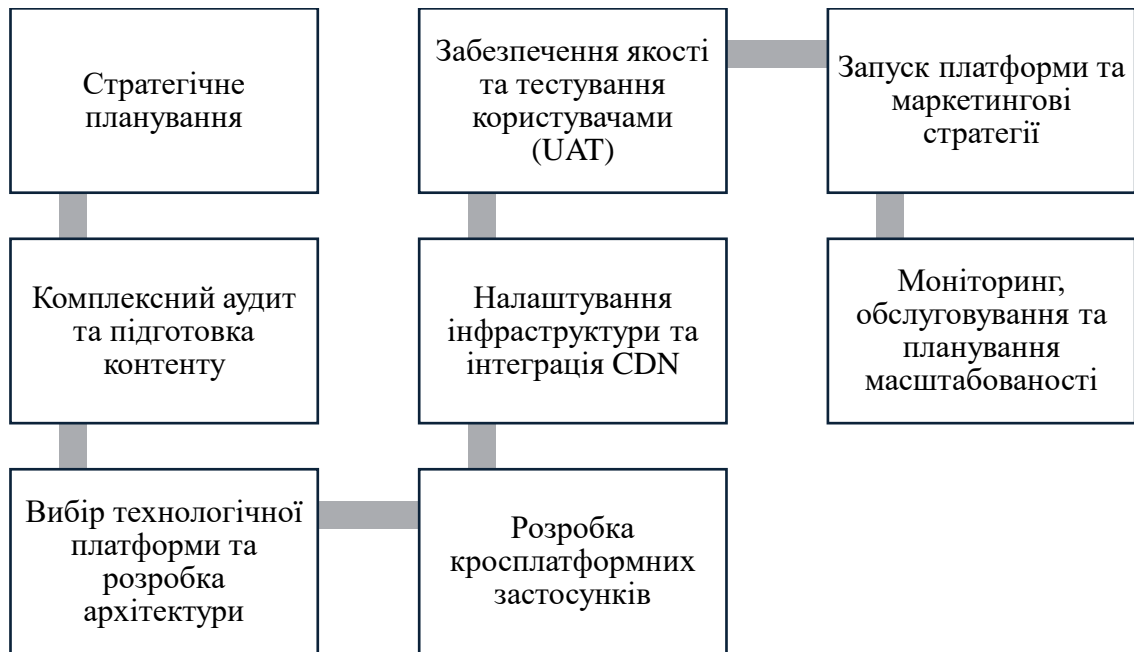 Стратегічне
планування
Комплексний аудит
та підготовка
контенту
Вибір технологічної
платформи та
розробка
архітектури
Розробка
кросплатформних
застосунків
Налаштування
інфраструктури та
інтеграція CDN
Забезпечення якості
та тестування
користувачами
(UAT)
Запуск платформи та
маркетингові
стратегії
Моніторинг,
обслуговування та
планування
масштабованості